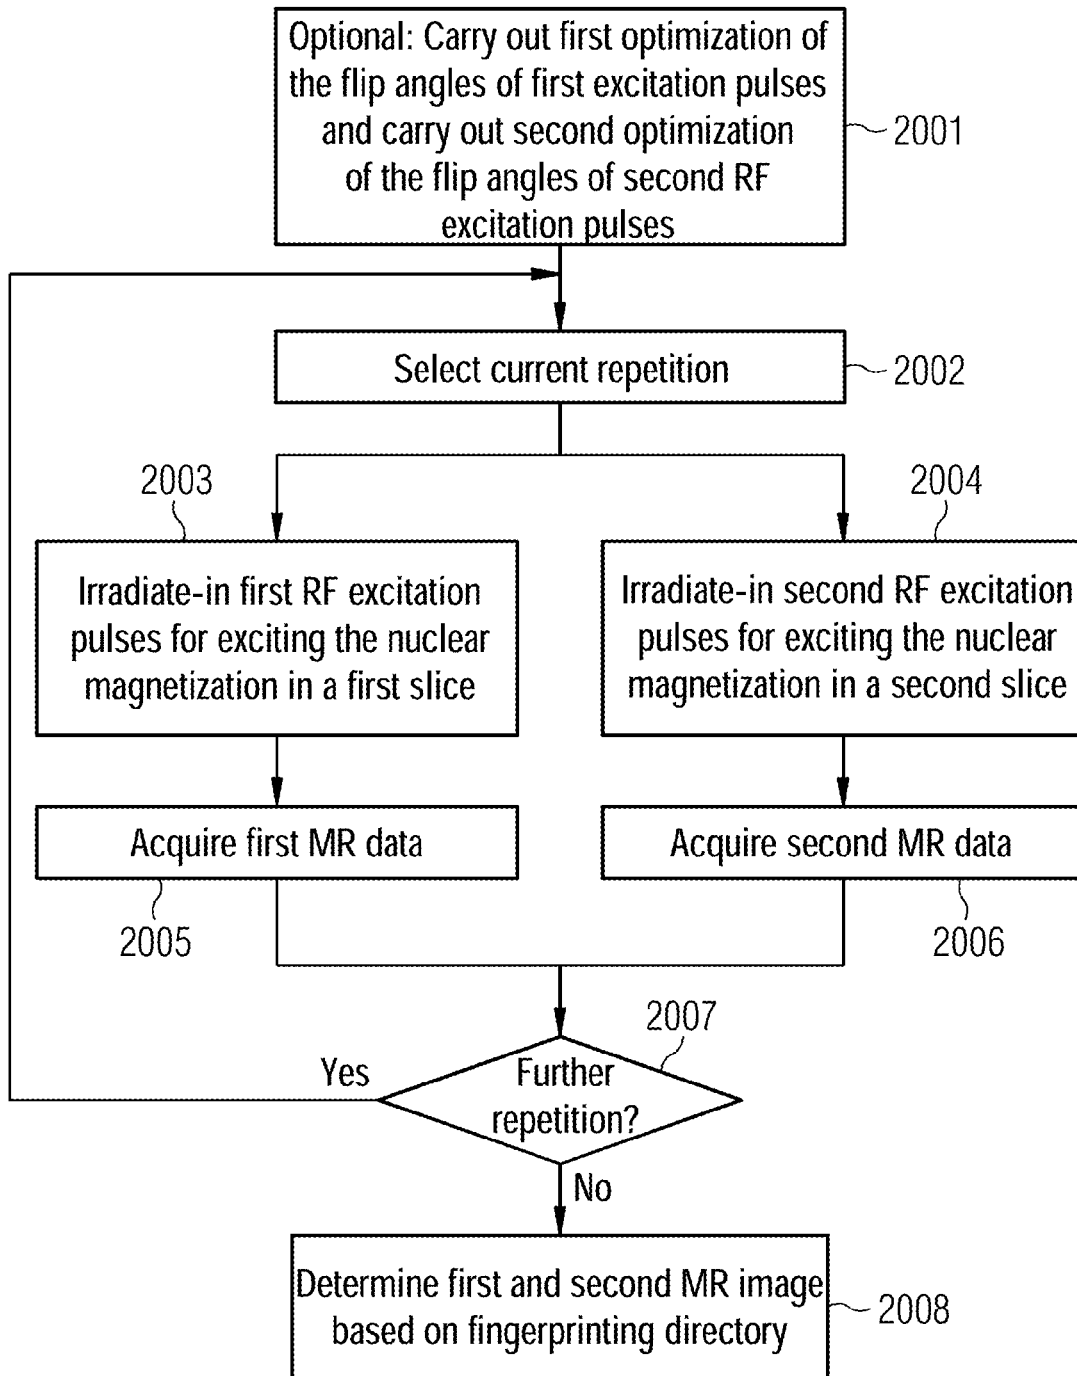 Optional: Carry out first optimization of
the flip angles of first excitation pulses
and carry out second optimization
of the flip angles of second RF
excitation pulses
2001
Select current repetition
2002
2003
2004
Irradiate-in first RF excitation
pulses for exciting the nuclear
magnetization in a first slice
Irradiate-in second RF excitation
pulses for exciting the nuclear
magnetization in a second slice
Acquire first MR data
Acquire second MR data
2005
2006
2007
Yes
Further
repetition?
No
Determine first and second MR image
based on fingerprinting directory
2008